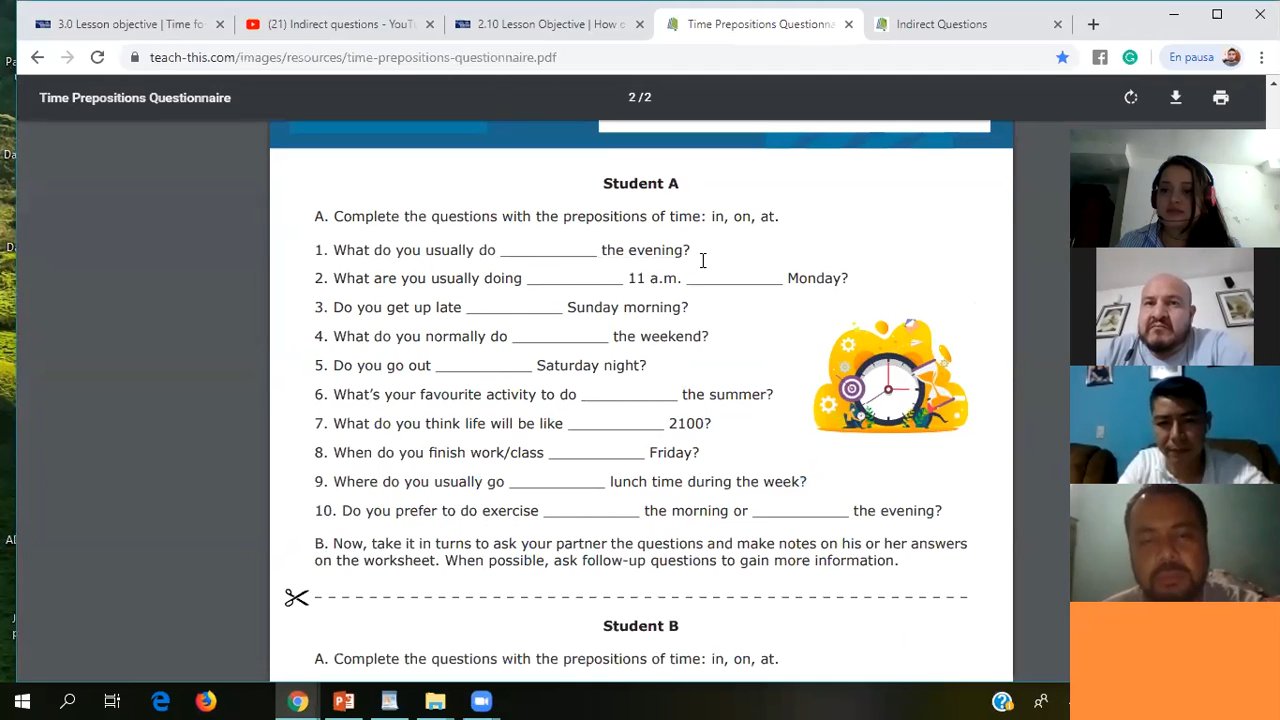 3.0 Lesson objective | Time fo
(21) Indirect questions - YouTu
2.10 Lesson Objective | How o
Time Prepositions Questionna
Indirect Questions
teach-this.com/images/resources/time-prepositions-questionnaire.pdf
En pausa
Time Prepositions Questionnaire
2 / 2
Student A
A. Complete the questions with the prepositions of time: in, on, at.
1. What do you usually do ____________ the evening?
2. What are you usually doing ____________ 11 a.m. ____________ Monday?
3. Do you get up late ____________ Sunday morning?
4. What do you normally do ____________ the weekend?
5. Do you go out ____________ Saturday night?
6. What's your favourite activity to do ____________ the summer?
7. What do you think life will be like ____________ 2100?
8. When do you finish work/class ____________ Friday?
9. Where do you usually go ____________ lunch time during the week?
10. Do you prefer to do exercise ____________ the morning or ____________ the evening?
B. Now, take it in turns to ask your partner the questions and make notes on his or her answers
on the worksheet. When possible, ask follow-up questions to gain more information.
Student B
A. Complete the questions with the prepositions of time: in, on, at.